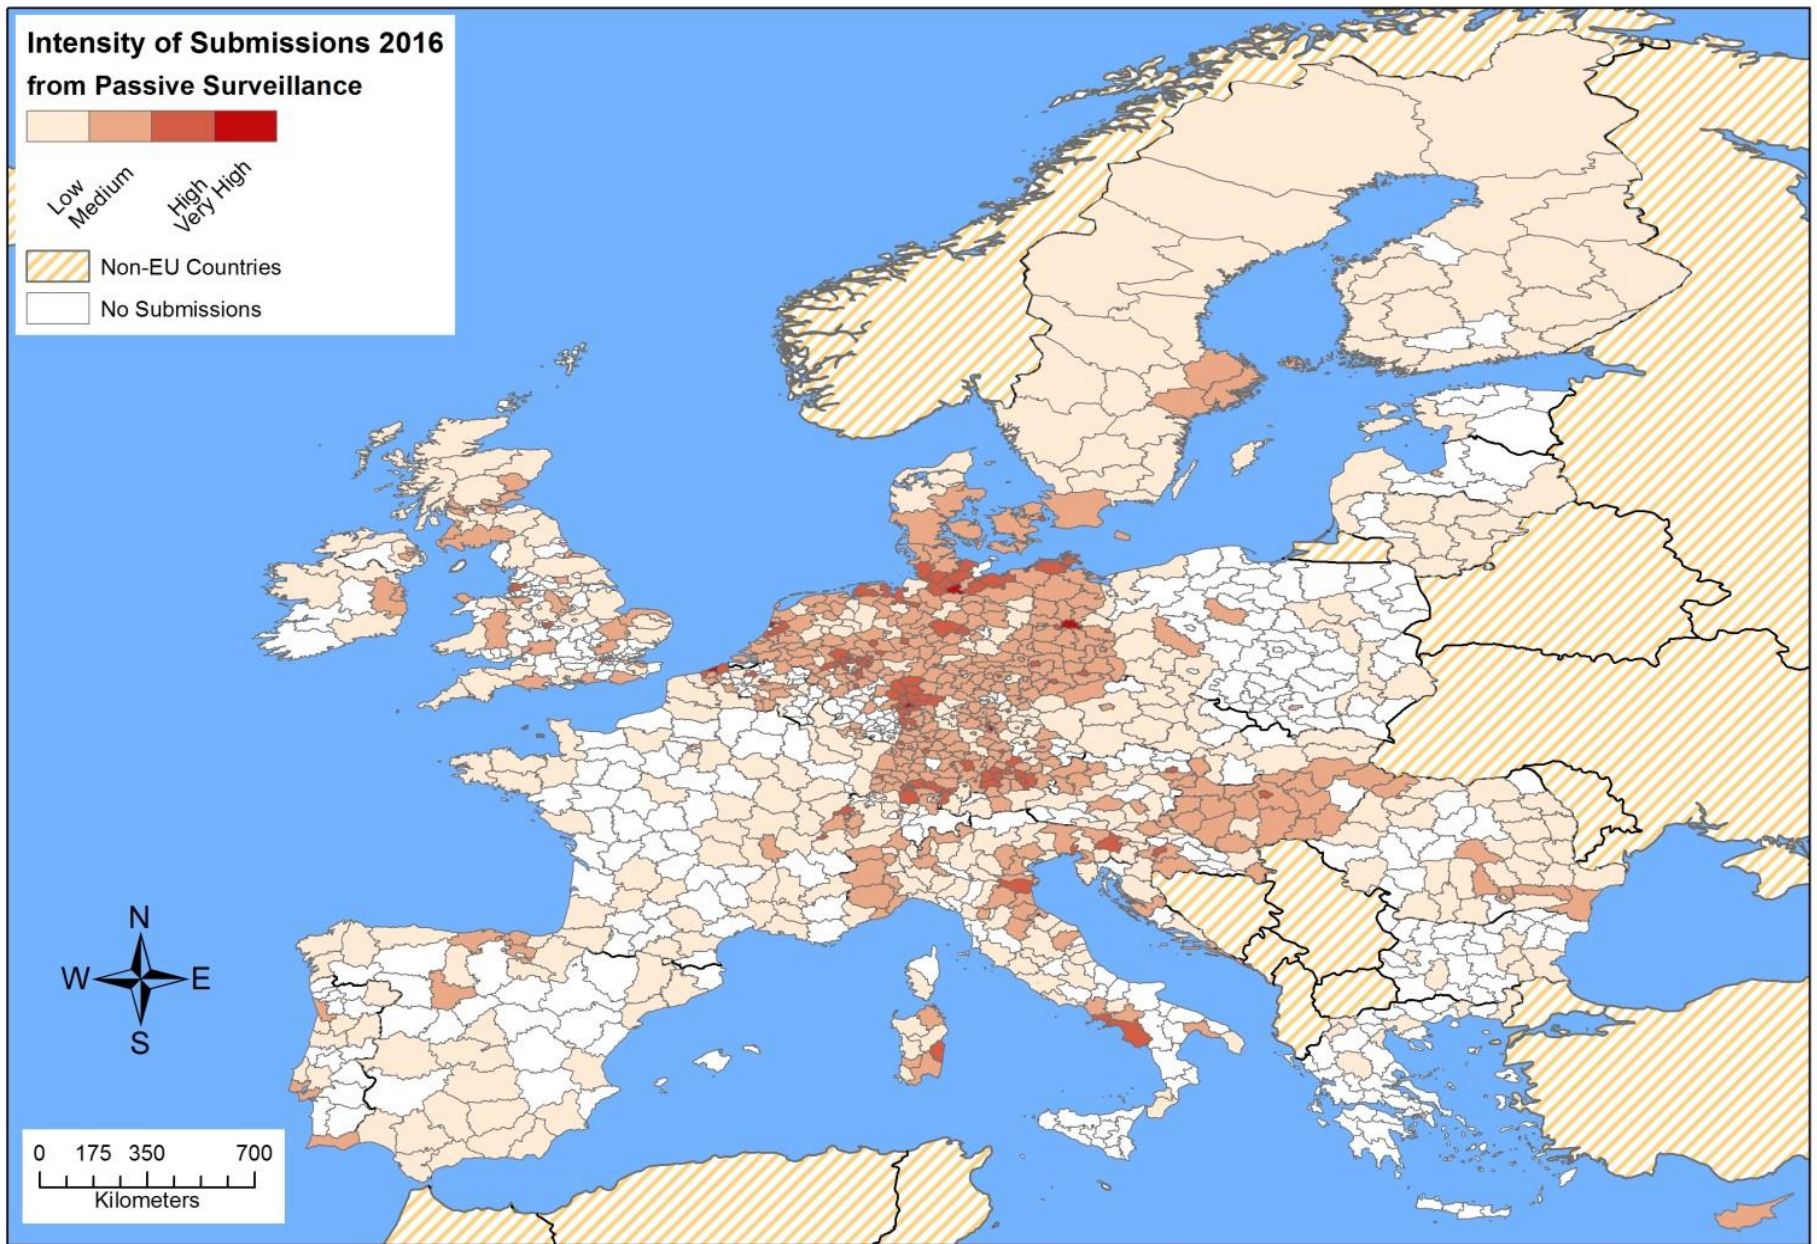 Intensity of Submissions 2016
from Passive Surveillance
Low
Medium
High
Very High
Non-EU Countries
No Submissions
N
W E
S
0 175 350 700
Kilometers